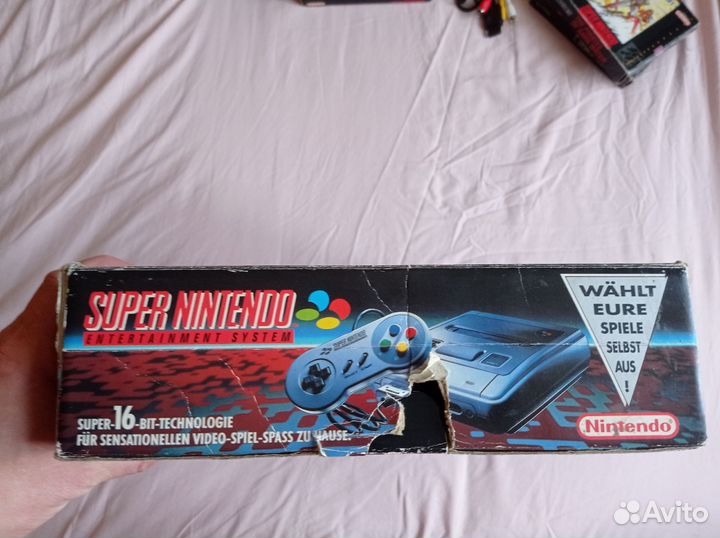 SUPER NINTENDO
ENTERTAINMENT SYSTEM
SUPER-16-BIT-TECHNOLOGIE
FÜR SENSATIONELLEN VIDEO-SPIEL-SPASS ZU HAUSE.
WÄHLT
EURE
SPIELE
SELBST
AUS
!
Nintendo
Avito